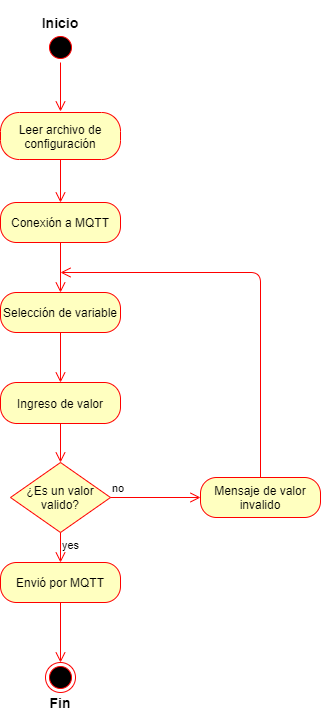 Inicio
Leer archivo de
configuración
Conexión a MQTT
Selección de variable
Ingreso de valor
¿Es un valor
valido?
no
Mensaje de valor
invalido
yes
Envió por MQTT
Fin